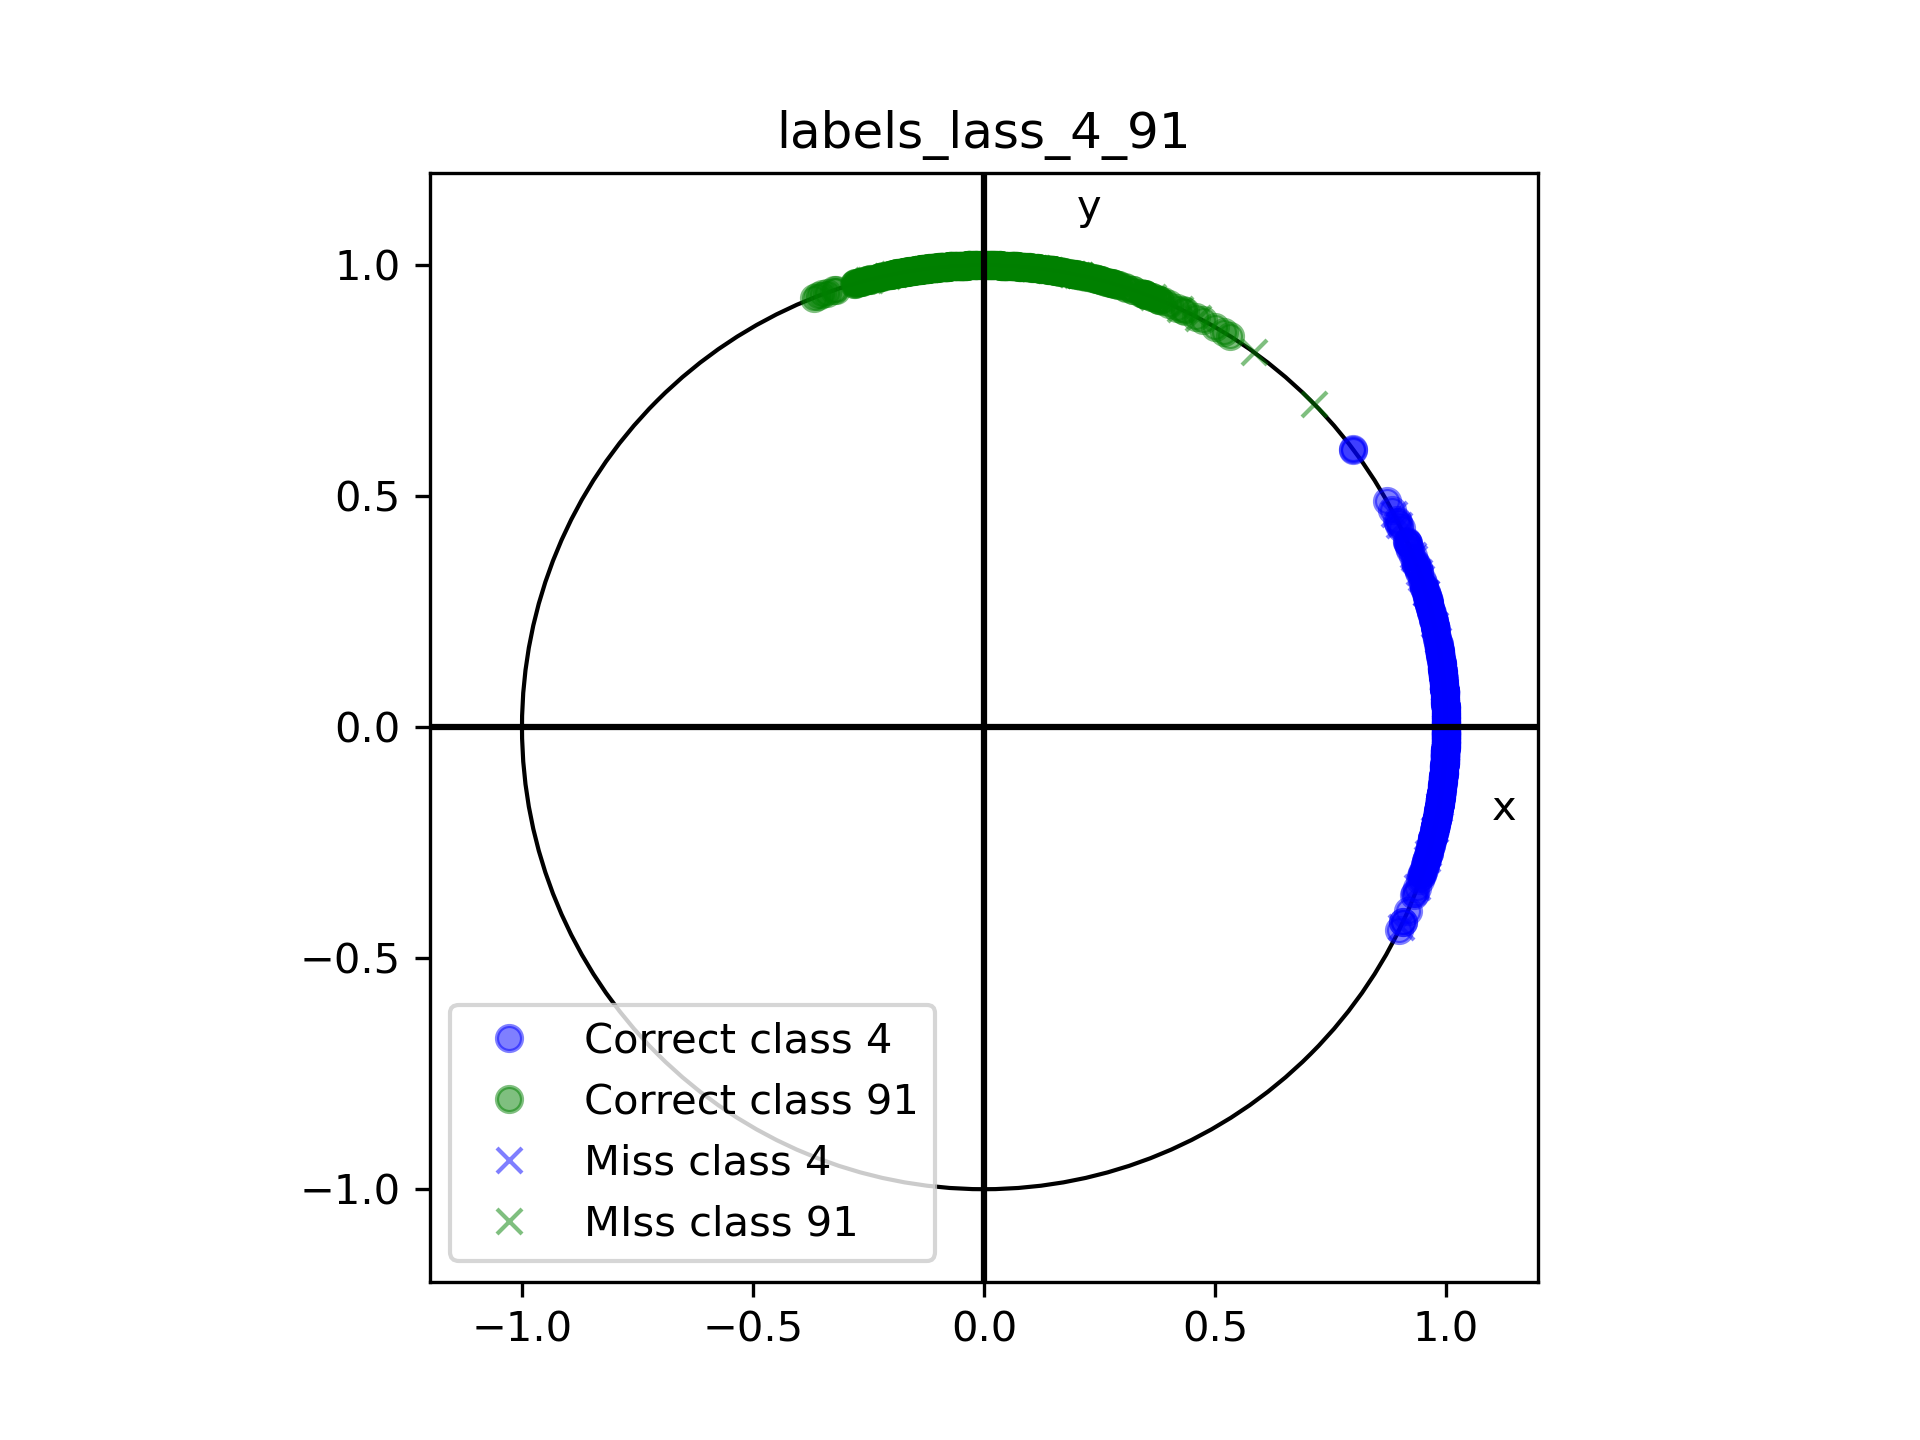 labels_lass_4_91
y
1.0
0.5
0.0
x
−0.5
−1.0
Correct class 4
Correct class 91
Miss class 4
MIss class 91
−1.0 −0.5 0.0 0.5 1.0